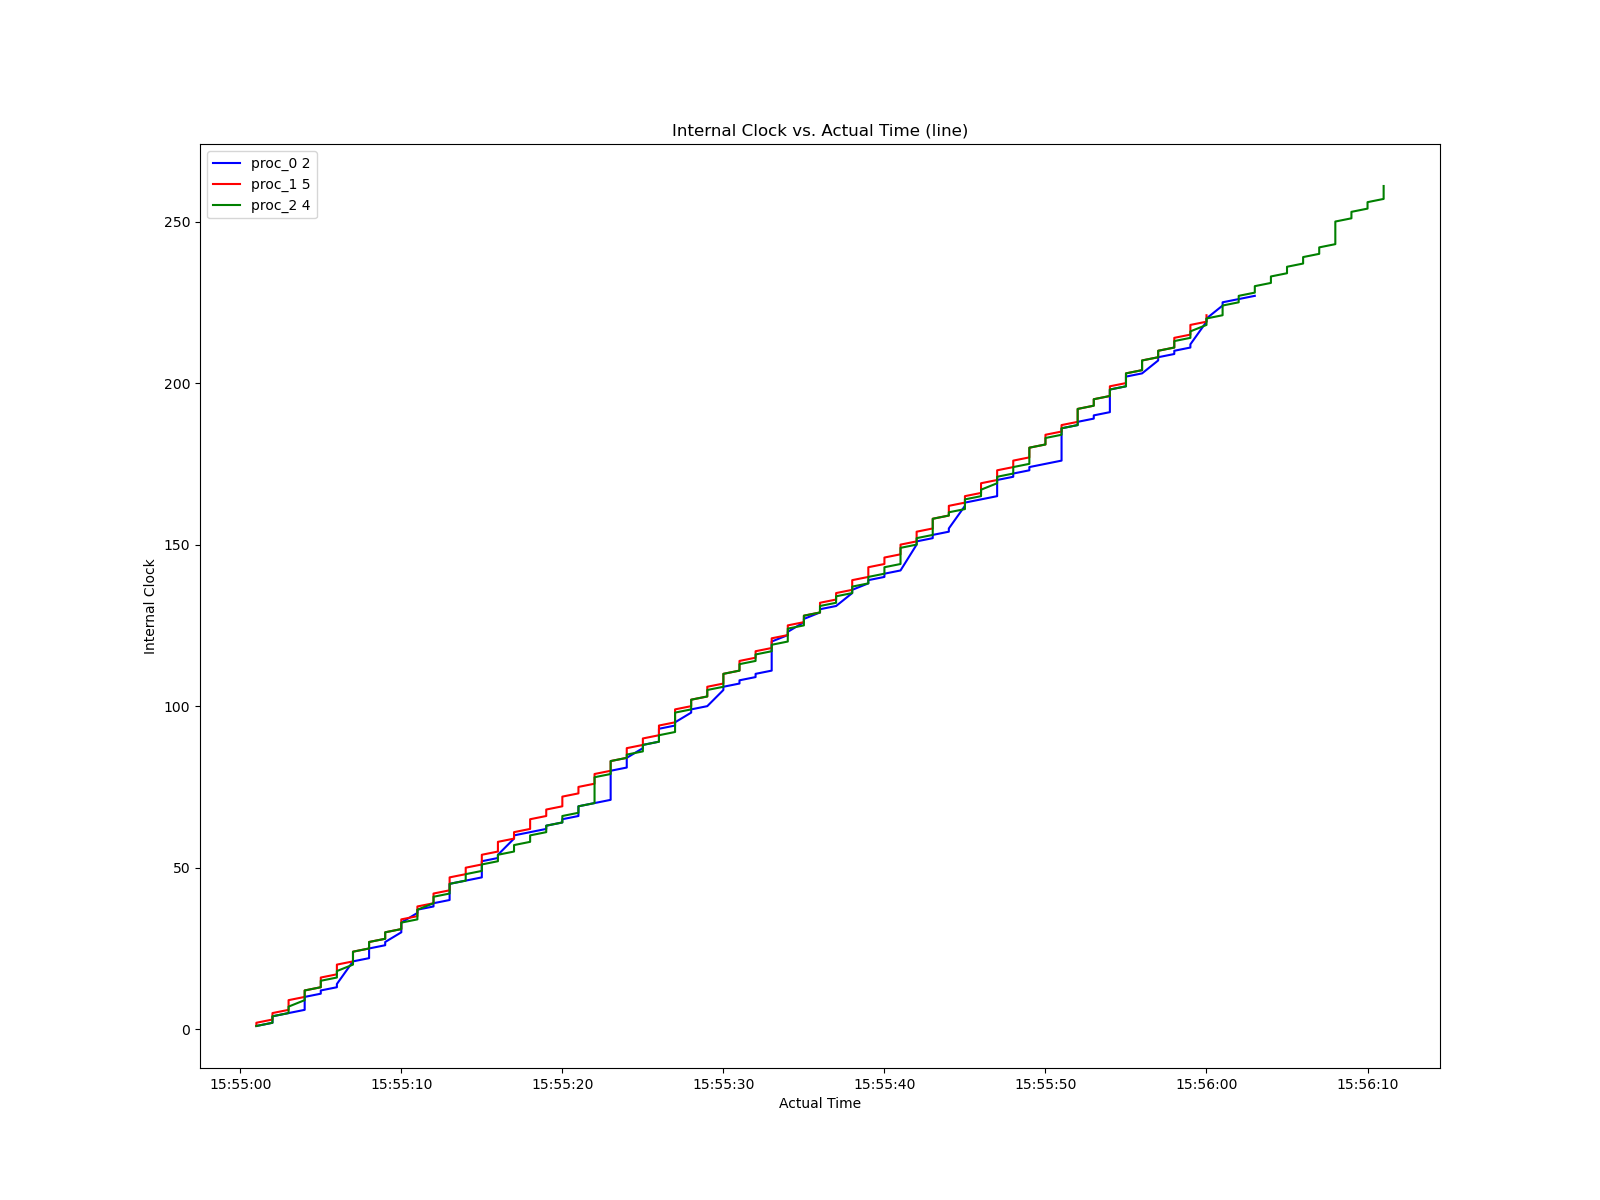 Internal Clock vs. Actual Time (line)
proc_0 2
proc_1 5
proc_2 4
250
200
150
100
50
0
Internal Clock
15:55:00 15:55:10 15:55:20 15:55:30 15:55:40 15:55:50 15:56:00 15:56:10
Actual Time